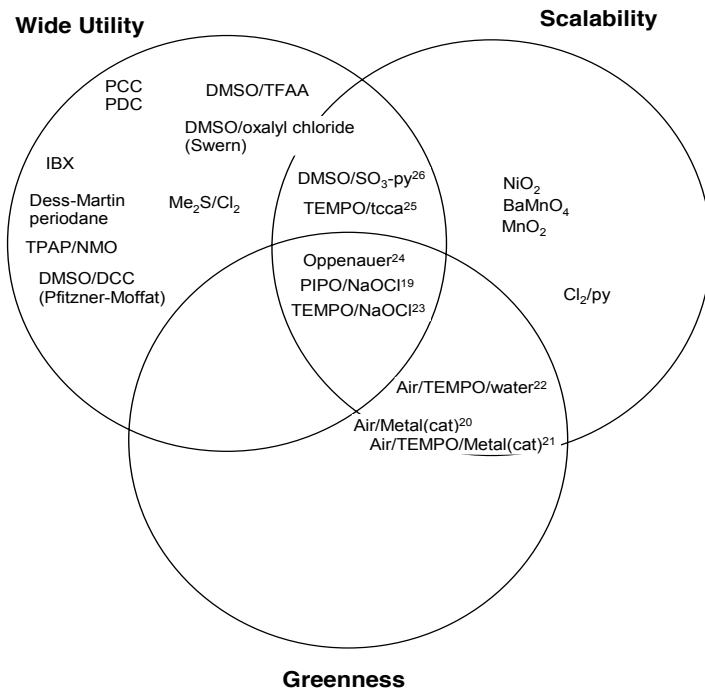 Wide Utility
Scalability
PCC
PDC
DMSO/TFAA
DMSO/oxalyl chloride
(Swern)
IBX
Dess-Martin
periodane
Me₂S/Cl₂
TPAP/NMO
DMSO/DCC
(Pfitzner-Moffat)
DMSO/SO₃-py²⁶
TEMPO/tcca²⁵
NiO₂
BaMnO₄
MnO₂
Cl₂/py
Oppenauer²⁴
PIPO/NaOCl¹⁹
TEMPO/NaOCl²³
Air/TEMPO/water²²
Air/Metal(cat)²⁰
Air/TEMPO/Metal(cat)²¹
Greenness